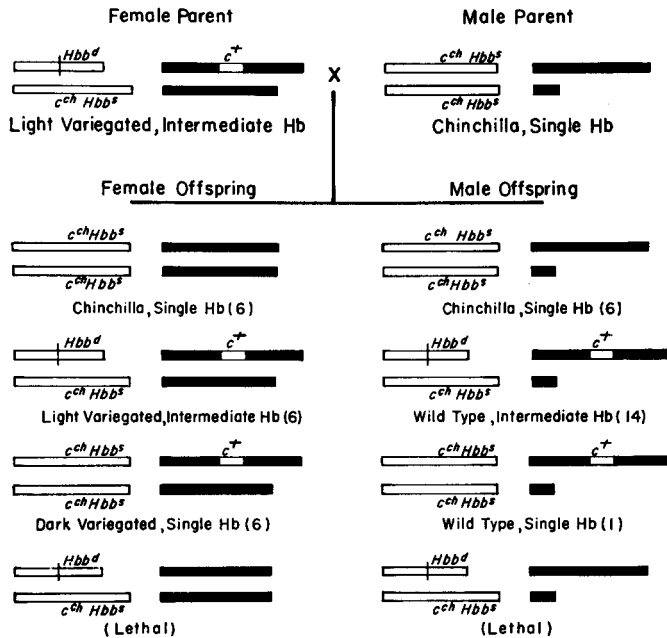 Female Parent
Male Parent
Hbb^d
c^+
c^ch Hbb^s
X
c^ch Hbb^s
c^ch Hbb^s
Light Variegated, Intermediate Hb
Chinchilla, Single Hb
Female Offspring
Male Offspring
c^ch Hbb^s
c^ch Hbb^s
c^ch Hbb^s
c^ch Hbb^s
Chinchilla, Single Hb (6)
Chinchilla, Single Hb (6)
Hbb^d
c^+
Hbb^d
c^+
c^ch Hbb^s
c^ch Hbb^s
Light Variegated, Intermediate Hb (6)
Wild Type, Intermediate Hb (14)
c^ch Hbb^s
c^+
c^ch Hbb^s
c^+
c^ch Hbb^s
c^ch Hbb^s
Dark Variegated, Single Hb (6)
Wild Type, Single Hb (1)
Hbb^d
Hbb^d
c^ch Hbb^s
c^ch Hbb^s
(Lethal)
(Lethal)